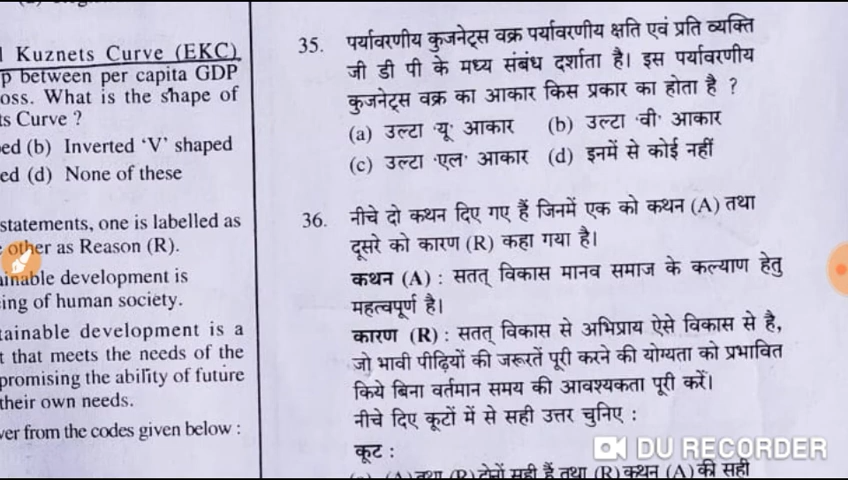 Kuznets Curve (EKC)
between per capita GDP
oss. What is the shape of
Curve ?
(b) Inverted ‘V’ shaped
(d) None of these
statements, one is labelled as
other as Reason (R).
development is
ing of human society.
tainable development is a
that meets the needs of the
promising the ability of future
their own needs.
ver from the codes given below :
35. पर्यावरणीय कुजनेट्स वक्र पर्यावरणीय क्षति एवं प्रति व्यक्ति
जी डी पी के मध्य संबंध दर्शाता है। इस पर्यावरणीय
कुजनेट्स वक्र का आकार किस प्रकार का होता है ?
(a) उल्टा ‘यू’ आकार (b) उल्टा ‘वी’ आकार
(c) उल्टा ‘एल’ आकार (d) इनमें से कोई नहीं
36. नीचे दो कथन दिए गए हैं जिनमें एक को कथन (A) तथा
दूसरे को कारण (R) कहा गया है।
कथन (A) : सतत् विकास मानव समाज के कल्याण हेतु
महत्वपूर्ण है।
कारण (R) : सतत् विकास से अभिप्राय ऐसे विकास से है,
जो भावी पीढ़ियों की जरूरतें पूरी करने की योग्यता को प्रभावित
किये बिना वर्तमान समय की आवश्यकता पूरी करें।
नीचे दिए कूटों में से सही उत्तर चुनिए :
कूट :
(A) तथा (R) दोनों सही हैं तथा (R) कथन (A) की सही
DU RECORDER